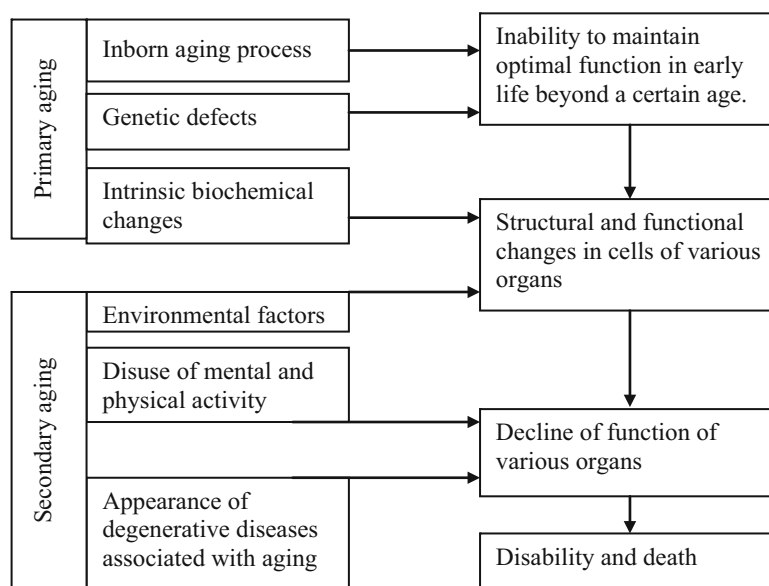 Primary aging
Inborn aging process
Genetic defects
Intrinsic biochemical
changes
Inability to maintain
optimal function in early
life beyond a certain age.
Structural and functional
changes in cells of various
organs
Secondary aging
Environmental factors
Disuse of mental and
physical activity
Appearance of
degenerative diseases
associated with aging
Decline of function of
various organs
Disability and death